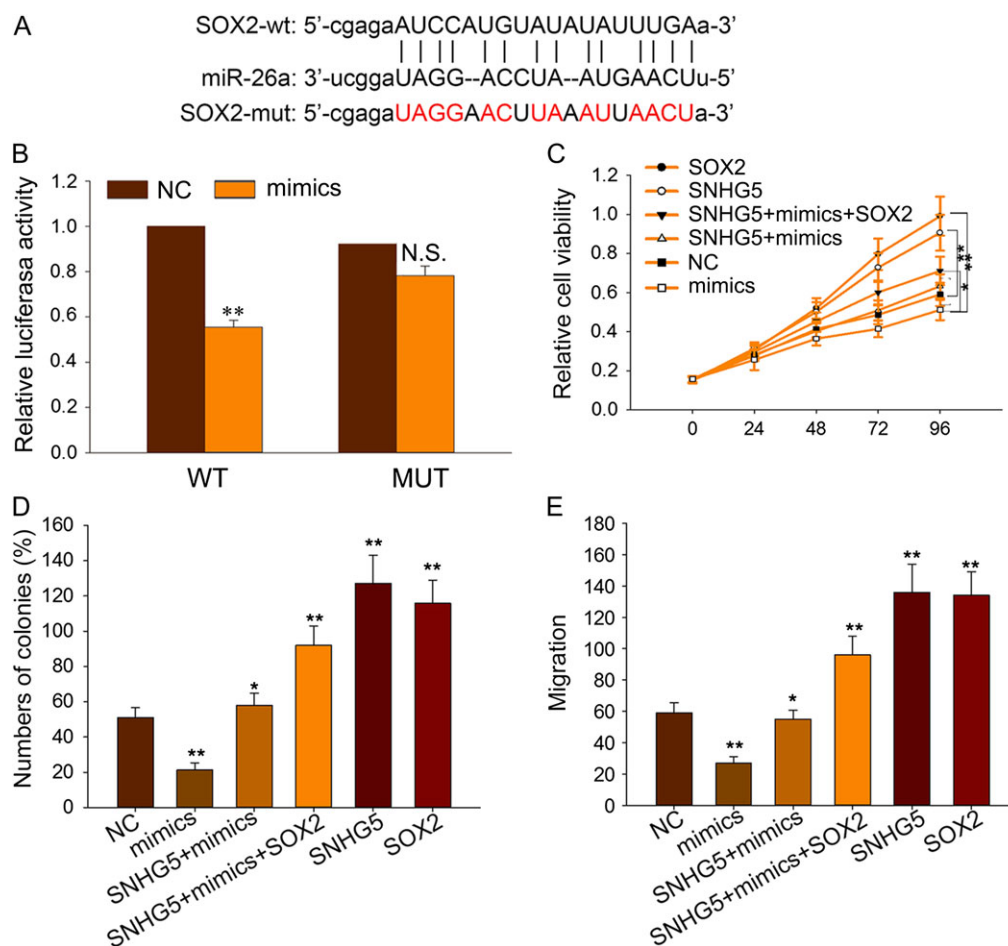 A
SOX2-wt: 5'-cgagaAUCCAUGUAUAUAUUUGAa-3'
miR-26a: 3'-ucggaUAGG--ACCUA--AUGAACUu-5'
SOX2-mut: 5'-cgagaUAGGAACUUAAAUUAACUa-3'
B
NC mimics
Relative luciferasa activity
1.2
1.0
0.8
0.6
0.4
0.2
0.0
**
N.S.
WT MUT
C
SOX2
SNHG5
SNHG5+mimics+SOX2
SNHG5+mimics
NC
mimics
Relative cell viability
1.2
1.0
0.8
0.6
0.4
0.2
0.0
**
**
*
0 24 48 72 96
D
Numbers of colonies (%)
160
140
120
100
80
60
40
20
0
** * ** ** **
NC mimics SNHG5+mimics SNHG5+mimics+SOX2 SNHG5 SOX2
E
Migration
180
160
140
120
100
80
60
40
20
0
** * ** ** **
NC mimics SNHG5+mimics SNHG5+mimics+SOX2 SNHG5 SOX2